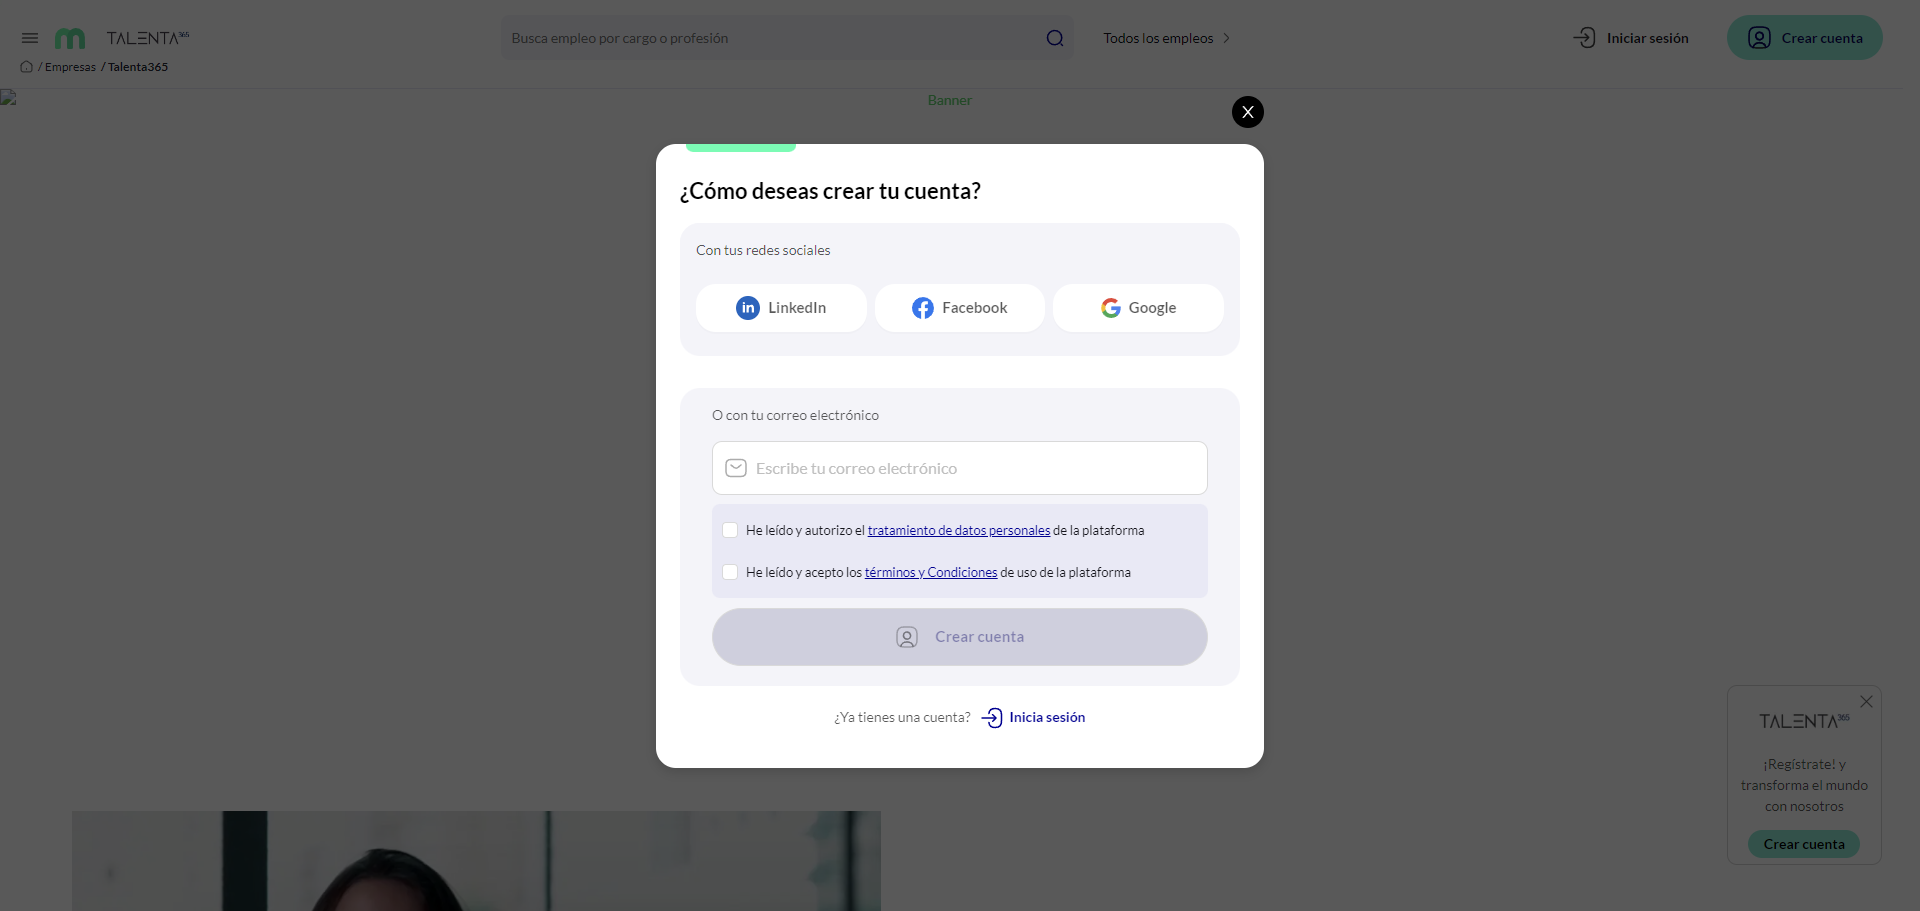 TALENTA365
Busca empleo por cargo o profesión
Todos los empleos
Iniciar sesión
Crear cuenta
/ Empresas / Talenta365
Banner
X
¿Cómo deseas crear tu cuenta?
Con tus redes sociales
LinkedIn
Facebook
Google
O con tu correo electrónico
Escribe tu correo electrónico
He leído y autorizo el tratamiento de datos personales de la plataforma
He leído y acepto los términos y Condiciones de uso de la plataforma
Crear cuenta
¿Ya tienes una cuenta? Inicia sesión
TALENTA365
¡Regístrate! y
transforma el mundo
con nosotros
Crear cuenta